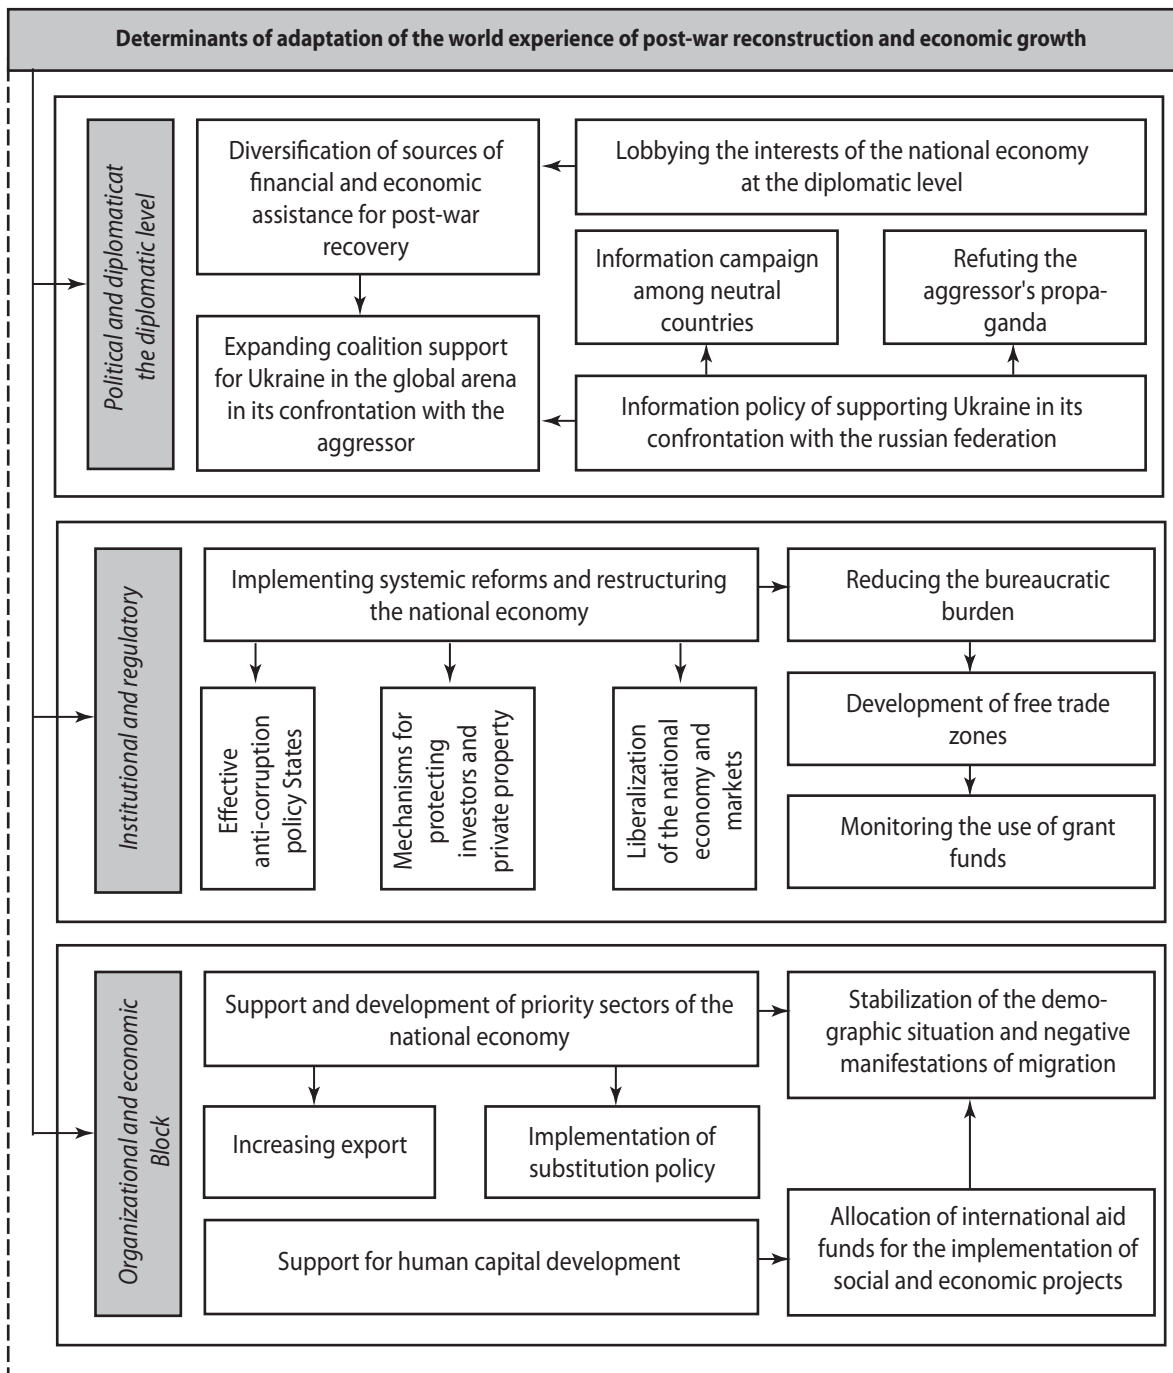 Determinants of adaptation of the world experience of post-war reconstruction and economic growth
Political and diplomaticat
the diplomatic level
Diversification of sources of
financial and economic
assistance for post-war
recovery
Lobbying the interests of the national economy
at the diplomatic level
Information campaign
among neutral
countries
Refuting the
aggressor's propa-
ganda
Expanding coalition support
for Ukraine in the global arena
in its confrontation with the
aggressor
Information policy of supporting Ukraine in its
confrontation with the russian federation
Institutional and regulatory
Implementing systemic reforms and restructuring
the national economy
Reducing the bureaucratic
burden
Effective
anti-corruption
policy States
Mechanisms for
protecting
investors and
private property
Liberalization
of the national
economy and
markets
Development of free trade
zones
Monitoring the use of grant
funds
Organizational and economic
Block
Support and development of priority sectors of the
national economy
Stabilization of the demo-
graphic situation and negative
manifestations of migration
Increasing export
Implementation of
substitution policy
Support for human capital development
Allocation of international aid
funds for the implementation of
social and economic projects